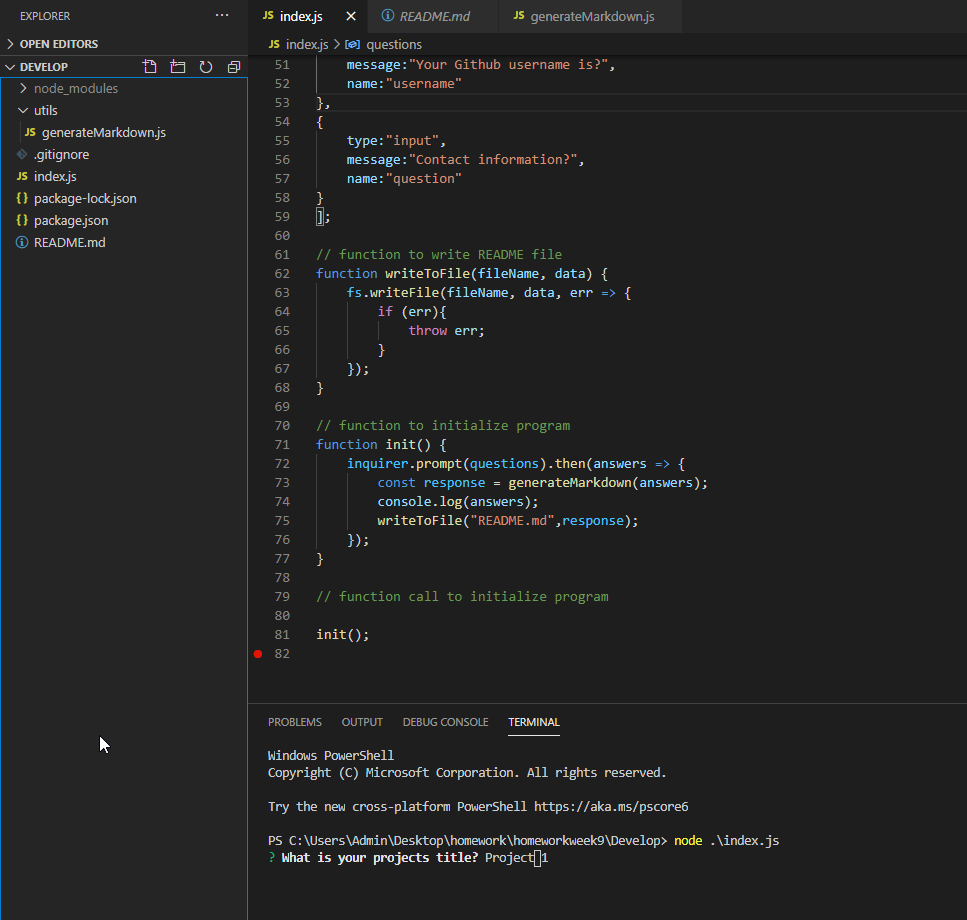 EXPLORER ...
OPEN EDITORS
DEVELOP
node_modules
utils
JS generateMarkdown.js
.gitignore
JS index.js
{} package-lock.json
{} package.json
README.md
JS index.js
README.md
JS generateMarkdown.js
JS index.js > questions
51 message:"Your Github username is?",
52 name:"username"
53 },
54 {
55 type:"input",
56 message:"Contact information?",
57 name:"question"
58 }
59 ];
60
61 // function to write README file
62 function writeToFile(fileName, data) {
63 fs.writeFile(fileName, data, err => {
64 if (err){
65 throw err;
66 }
67 });
68 }
69
70 // function to initialize program
71 function init() {
72 inquirer.prompt(questions).then(answers => {
73 const response = generateMarkdown(answers);
74 console.log(answers);
75 writeToFile("README.md",response);
76 });
77 }
78
79 // function call to initialize program
80
81 init();
82
PROBLEMS OUTPUT DEBUG CONSOLE TERMINAL
Windows PowerShell
Copyright (C) Microsoft Corporation. All rights reserved.
Try the new cross-platform PowerShell https://aka.ms/pscore6
PS C:\Users\Admin\Desktop\homework\homeworkweek9\Develop> node .\index.js
? What is your projects title? Project 1